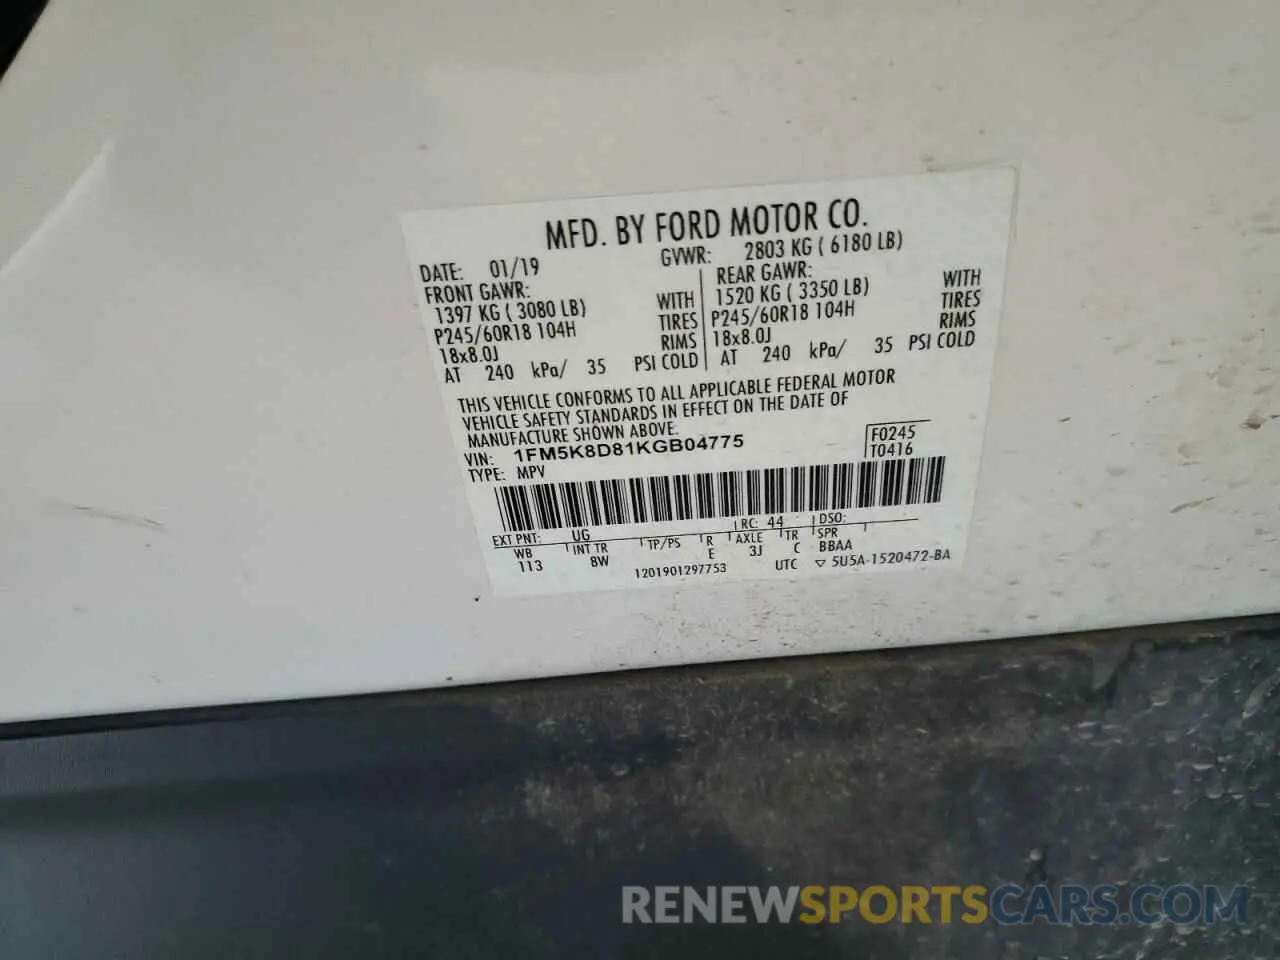 MFD. BY FORD MOTOR CO.
DATE: 01/19 GVWR: 2803 KG ( 6180 LB)
FRONT GAWR: REAR GAWR:
1397 KG ( 3080 LB) WITH 1520 KG ( 3350 LB) WITH
P245/60R18 104H TIRES P245/60R18 104H TIRES
18x8.0J RIMS 18x8.0J RIMS
AT 240 kPa/ 35 PSI COLD AT 240 kPa/ 35 PSI COLD
THIS VEHICLE CONFORMS TO ALL APPLICABLE FEDERAL MOTOR
VEHICLE SAFETY STANDARDS IN EFFECT ON THE DATE OF
MANUFACTURE SHOWN ABOVE.
VIN: 1FM5K8D81KGB04775 F0245
TYPE: MPV T0416
EXT PNT: UG RC: 44 DSO:
WB INT TR TP/PS R AXLE TR SPR
113 8W E 3J C BBAA
1201901297753 UTC ▽ 5U5A-1520472-BA
RENEWSPORTSCARS.COM